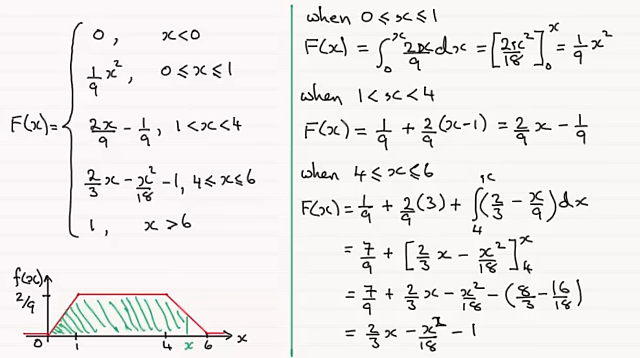 F(x)=
0, x<0
1/9 x², 0≤x≤1
2x/9 - 1/9, 1<x<4
2/3 x - x²/18 - 1, 4≤x≤6
1, x>6
f(x)
2/9
0 1 4 x 6 x
when 0≤x≤1
F(x) = ∫₀ˣ 2x/9 dx = [2x²/18]₀ˣ = 1/9 x²
when 1<x<4
F(x) = 1/9 + 2/9 (x-1) = 2/9 x - 1/9
when 4≤x≤6
F(x) = 1/9 + 2/9 (3) + ∫₄ˣ (2/3 - x/9) dx
= 7/9 + [2/3 x - x²/18]₄ˣ
= 7/9 + 2/3 x - x²/18 - (8/3 - 16/18)
= 2/3 x - x²/18 - 1